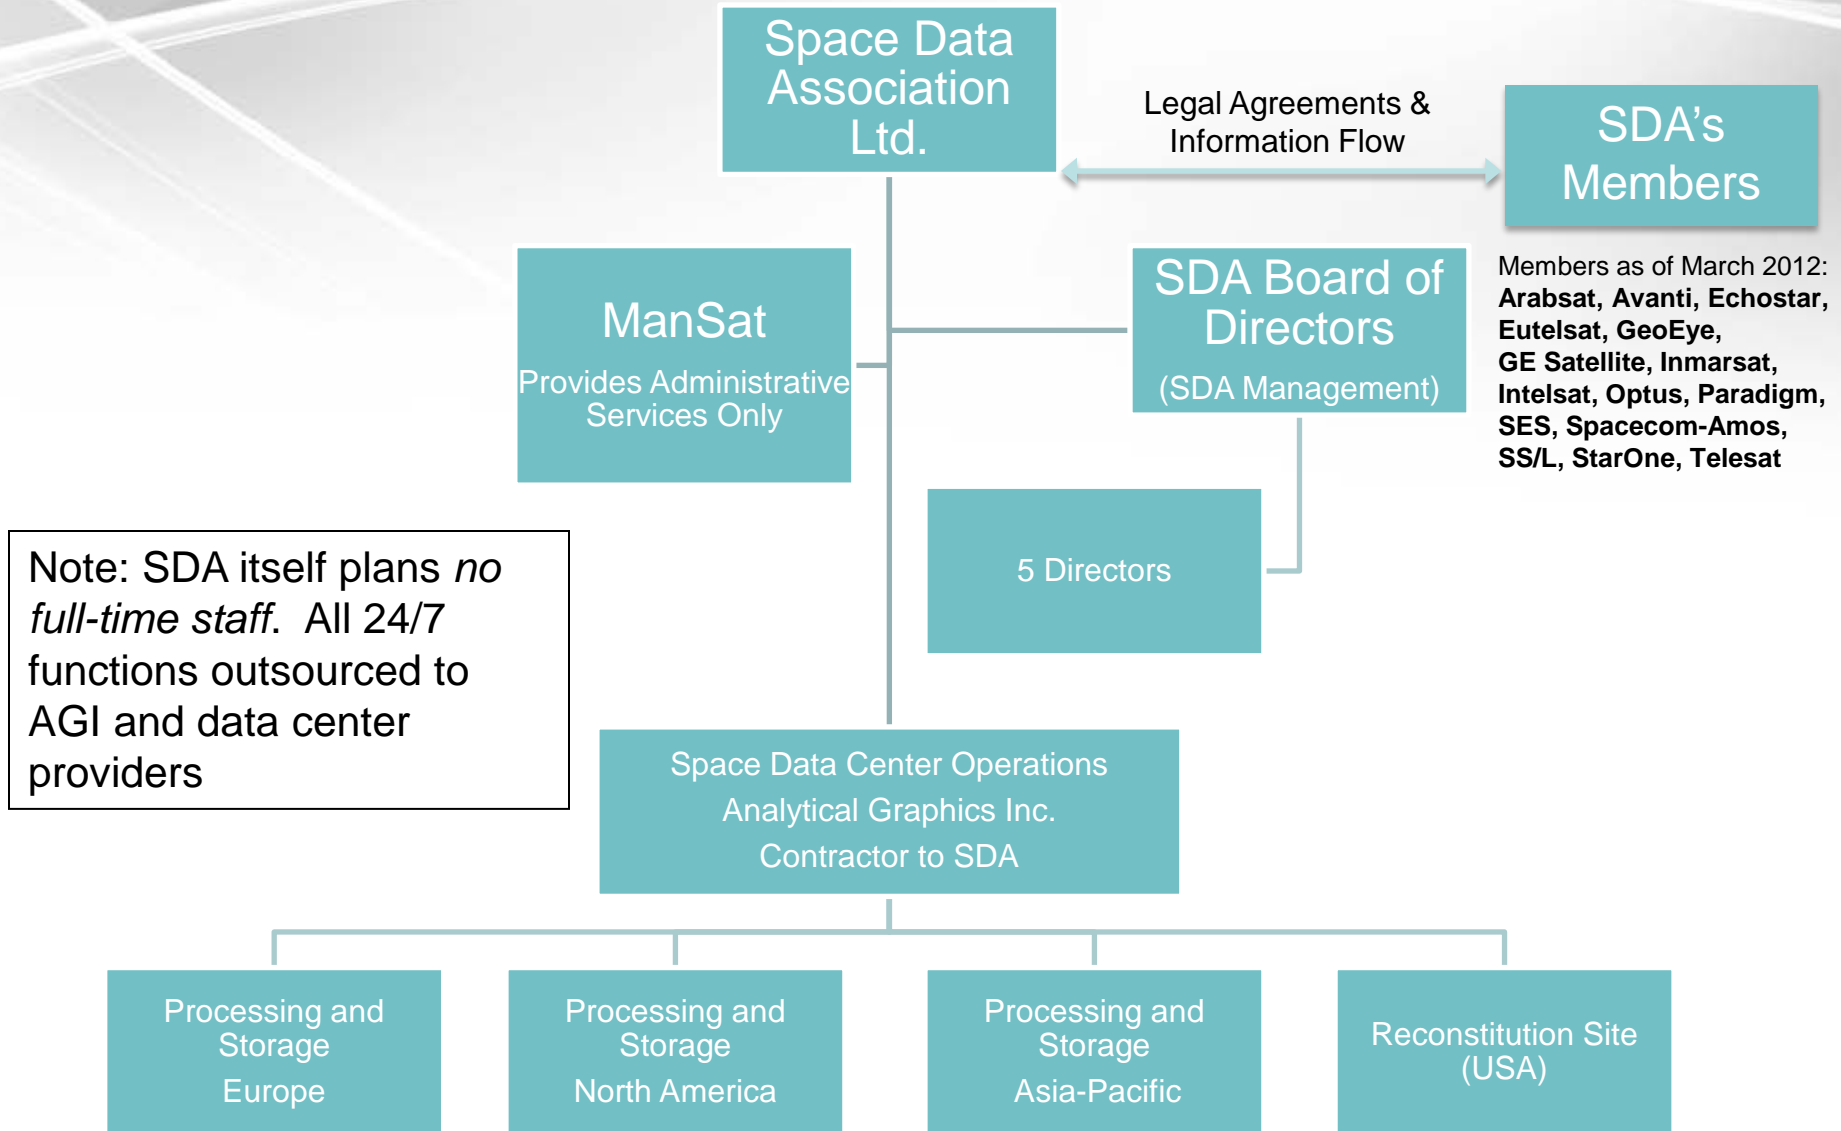 Space Data
Association
Ltd.
Legal Agreements &
Information Flow
SDA's
Members
Members as of March 2012:
Arabsat, Avanti, Echostar,
Eutelsat, GeoEye,
GE Satellite, Inmarsat,
Intelsat, Optus, Paradigm,
SES, Spacecom-Amos,
SS/L, StarOne, Telesat
ManSat
Provides Administrative
Services Only
SDA Board of
Directors
(SDA Management)
5 Directors
Note: SDA itself plans no
full-time staff.  All 24/7
functions outsourced to
AGI and data center
providers
Space Data Center Operations
Analytical Graphics Inc.
Contractor to SDA
Processing and
Storage
Europe
Processing and
Storage
North America
Processing and
Storage
Asia-Pacific
Reconstitution Site
(USA)